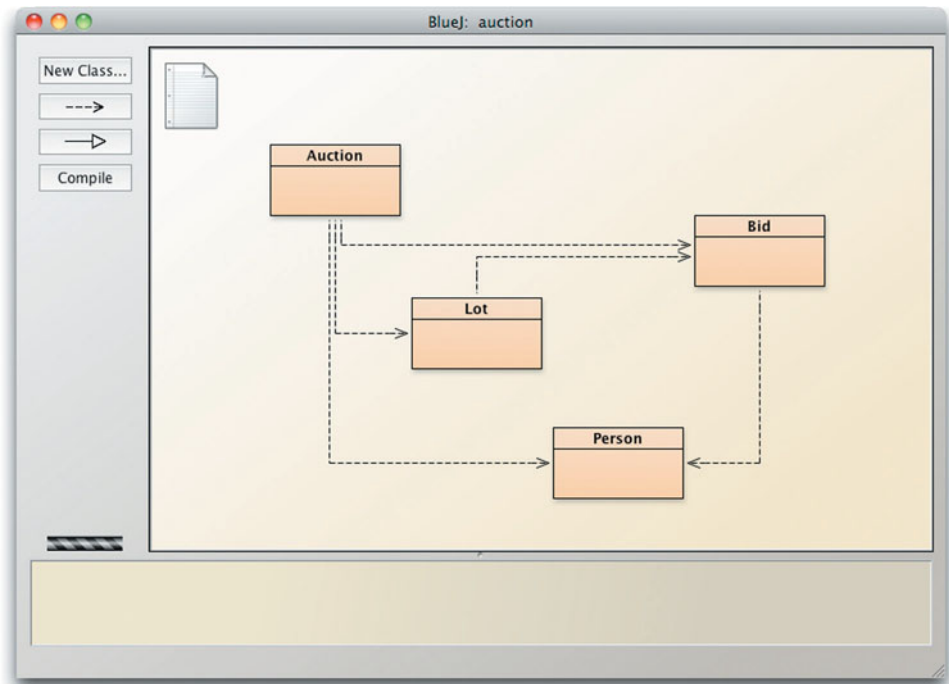 BlueJ: auction
New Class...
Compile
Auction
Bid
Lot
Person